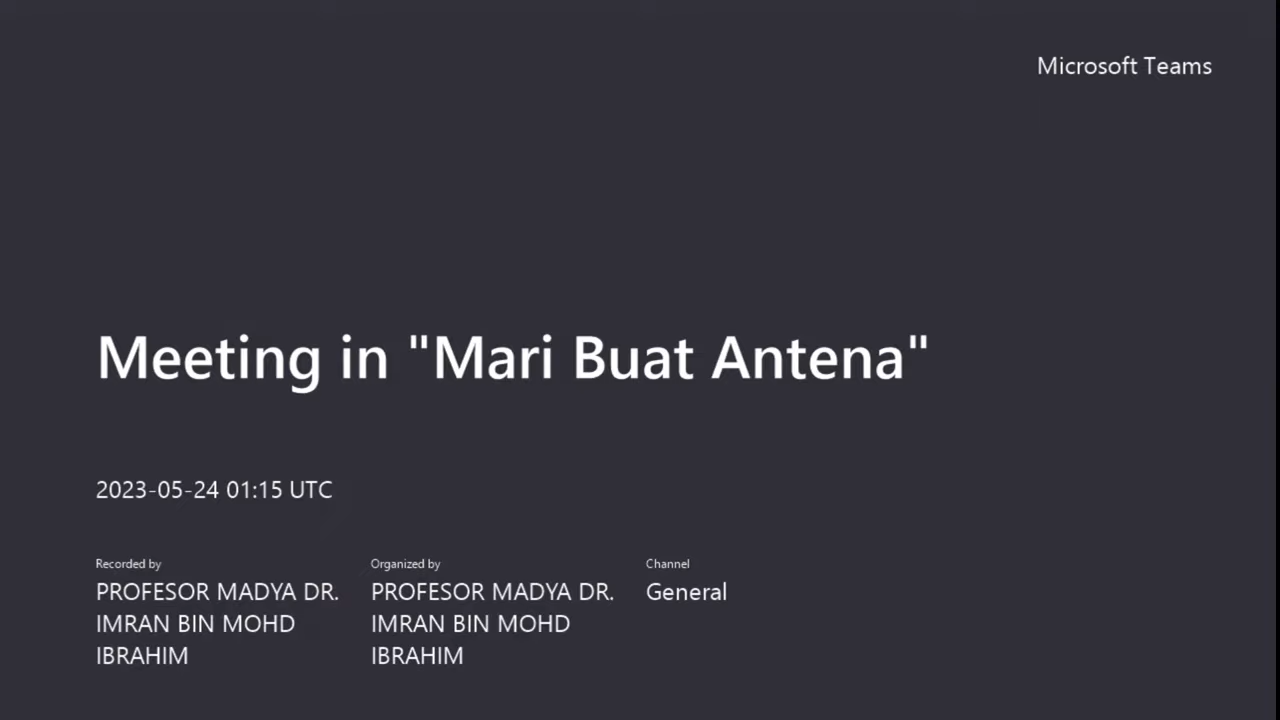 Microsoft Teams
Meeting in "Mari Buat Antena"
2023-05-24 01:15 UTC
Recorded by
PROFESOR MADYA DR.
IMRAN BIN MOHD
IBRAHIM
Organized by
PROFESOR MADYA DR.
IMRAN BIN MOHD
IBRAHIM
Channel
General